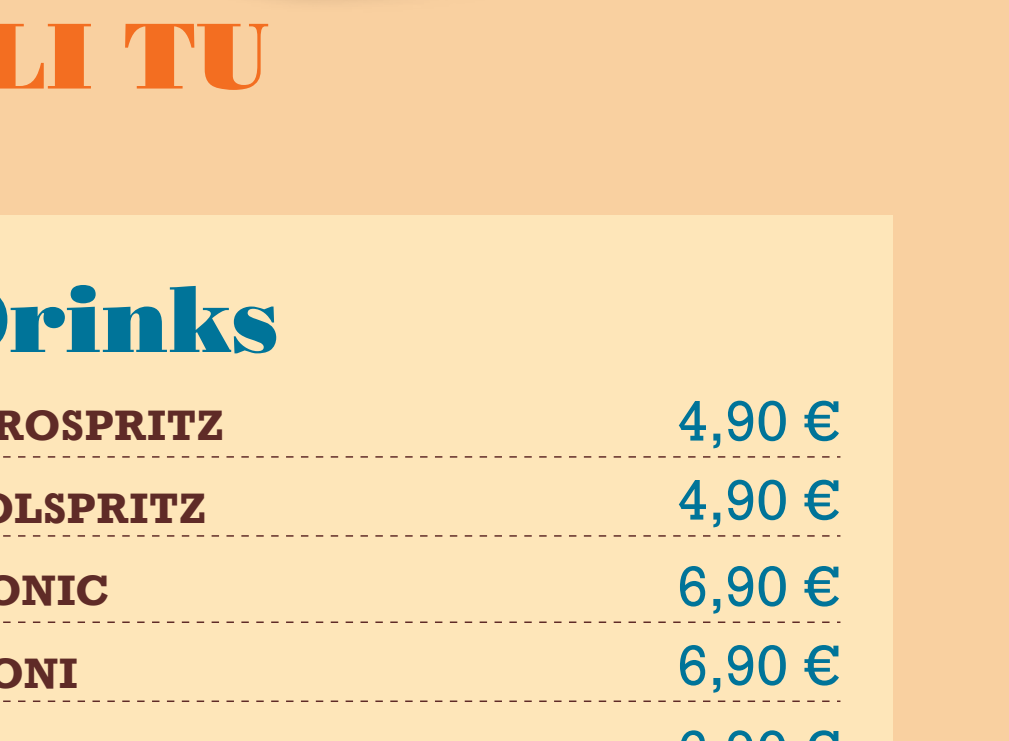 LI TU
Drinks
ROSPRITZ 4,90 €
OLSPRITZ 4,90 €
ONIC 6,90 €
ONI 6,90 €